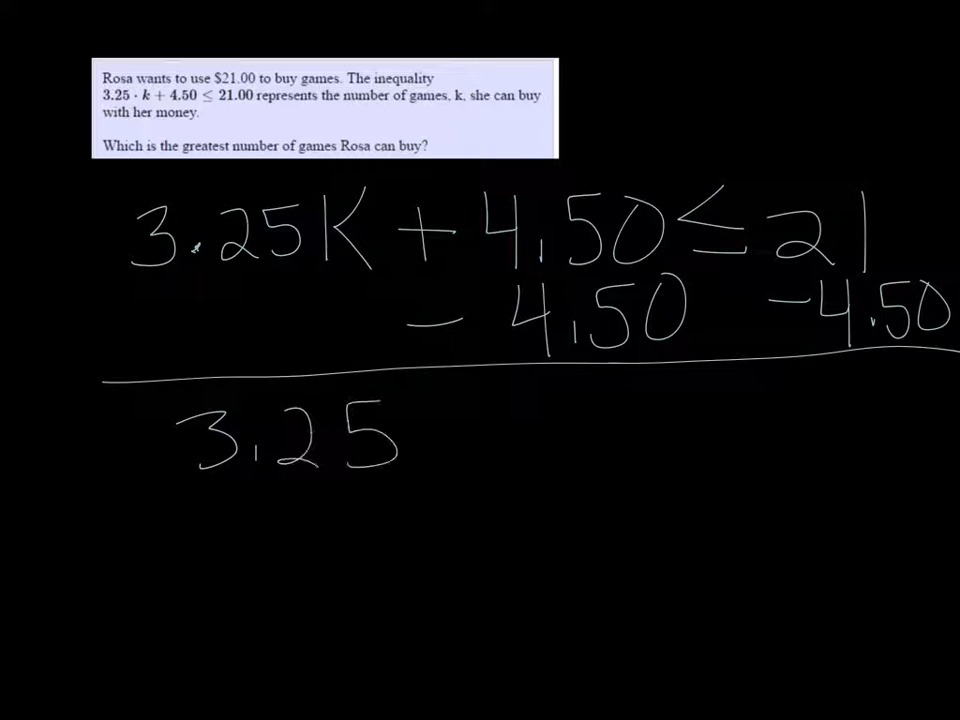 Rosa wants to use $21.00 to buy games. The inequality
3.25 · k + 4.50 ≤ 21.00 represents the number of games, k, she can buy
with her money.
Which is the greatest number of games Rosa can buy?
3.25K + 4.50 ≤ 21
- 4.50 -4.50
3.25